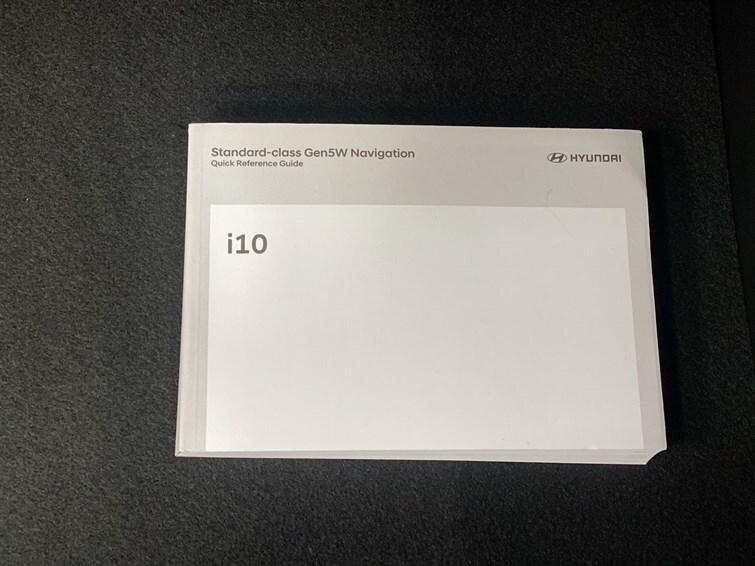 Standard-class Gen5W Navigation
Quick Reference Guide
HYUNDAI
i10